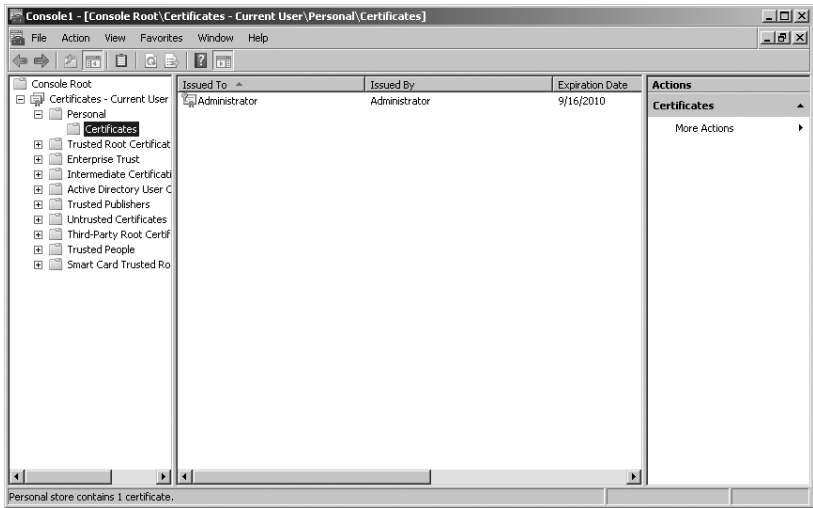 Console1 - [Console Root\Certificates - Current User\Personal\Certificates]
File Action View Favorites Window Help
Console Root
Certificates - Current User
Personal
Certificates
Trusted Root Certificat
Enterprise Trust
Intermediate Certificati
Active Directory User C
Trusted Publishers
Untrusted Certificates
Third-Party Root Certif
Trusted People
Smart Card Trusted Ro
Issued To Issued By Expiration Date
Administrator Administrator 9/16/2010
Actions
Certificates
More Actions
Personal store contains 1 certificate.